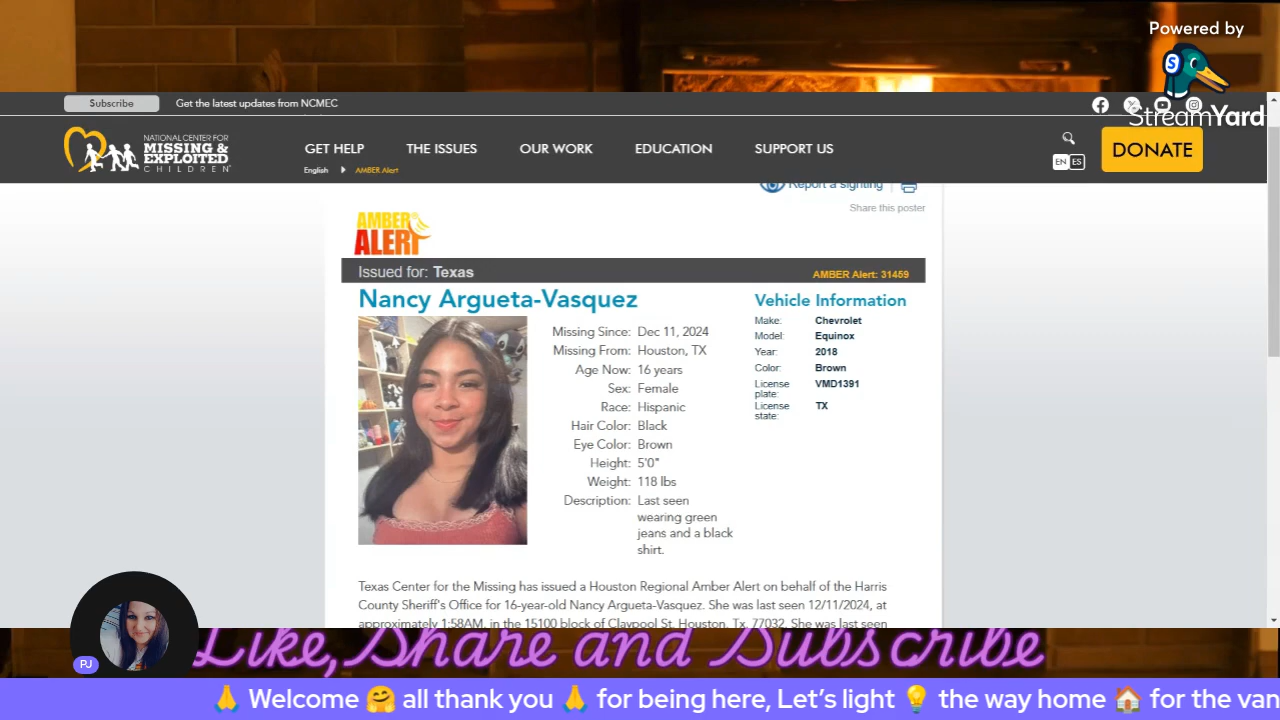 Powered by
StreamYard
Subscribe
Get the latest updates from NCMEC
NATIONAL CENTER FOR
MISSING &
EXPLOITED
CHILDREN
GET HELP
THE ISSUES
OUR WORK
EDUCATION
SUPPORT US
EN ES
DONATE
English
AMBER Alert
Report a sighting
Share this poster
AMBER
ALERT
Issued for: Texas
AMBER Alert: 31459
Nancy Argueta-Vasquez
Missing Since: Dec 11, 2024
Missing From: Houston, TX
Age Now: 16 years
Sex: Female
Race: Hispanic
Hair Color: Black
Eye Color: Brown
Height: 5'0"
Weight: 118 lbs
Description: Last seen
wearing green
jeans and a black
shirt.
Vehicle Information
Make: Chevrolet
Model: Equinox
Year: 2018
Color: Brown
License
plate: VMD1391
License
state: TX
Texas Center for the Missing has issued a Houston Regional Amber Alert on behalf of the Harris
County Sheriff's Office for 16-year-old Nancy Argueta-Vasquez. She was last seen 12/11/2024, at
approximately 1:58AM, in the 15100 block of Claypool St, Houston, Tx, 77032. She was last seen
PJ
Like, Share and Subscribe
🙏 Welcome 🤗 all thank you 🙏 for being here, Let's light 💡 the way home 🏠 for the van